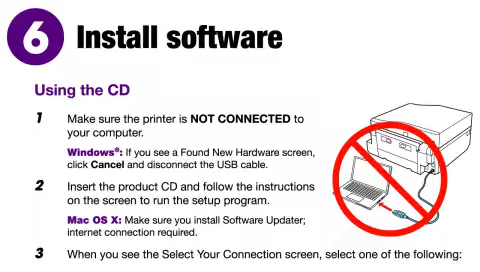 6 Install software
Using the CD
1 Make sure the printer is NOT CONNECTED to
your computer.
Windows®: If you see a Found New Hardware screen,
click Cancel and disconnect the USB cable.
2 Insert the product CD and follow the instructions
on the screen to run the setup program.
Mac OS X: Make sure you install Software Updater;
internet connection required.
3 When you see the Select Your Connection screen, select one of the following: